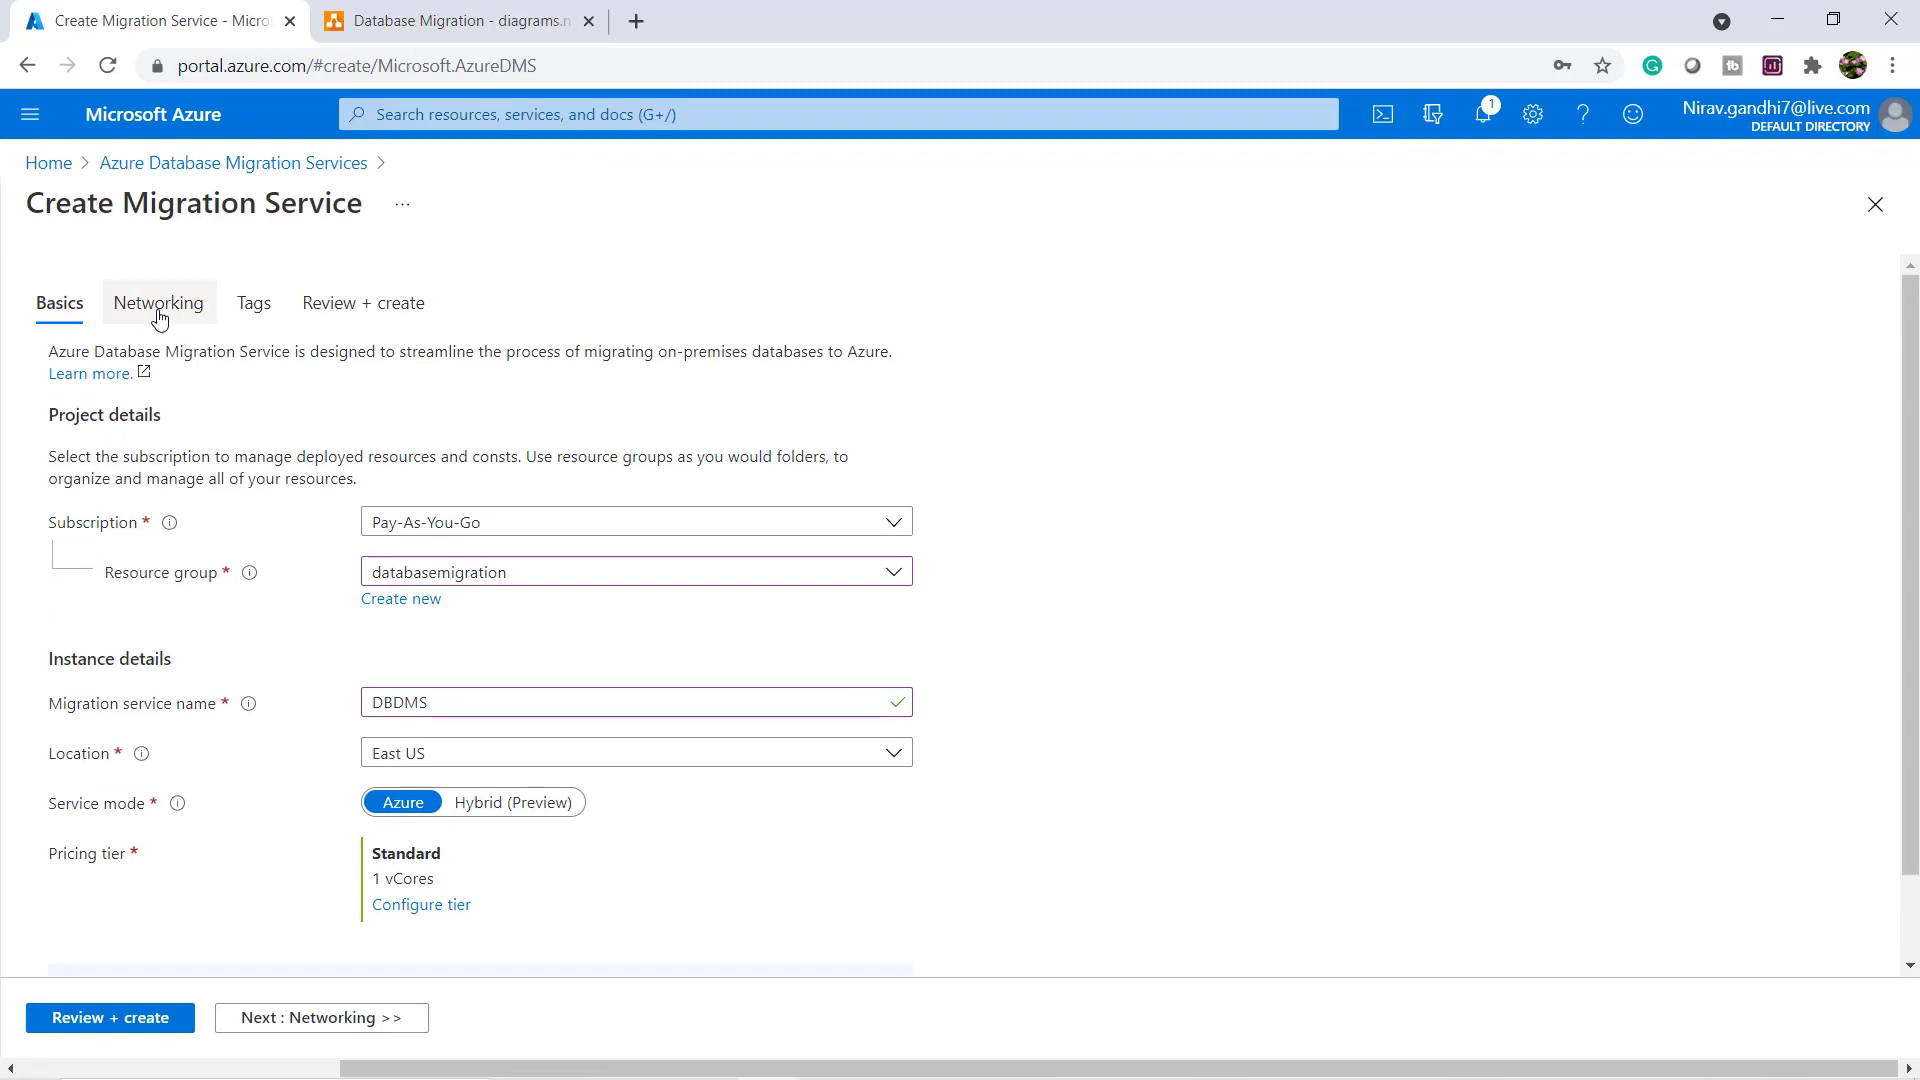 Create Migration Service - Micros
Database Migration - diagrams.n
portal.azure.com/#create/Microsoft.AzureDMS
Microsoft Azure
Search resources, services, and docs (G+/)
1
Nirav.gandhi7@live.com
DEFAULT DIRECTORY
Home > Azure Database Migration Services >
Create Migration Service ...
Basics Networking Tags Review + create
Azure Database Migration Service is designed to streamline the process of migrating on-premises databases to Azure.
Learn more.
Project details
Select the subscription to manage deployed resources and consts. Use resource groups as you would folders, to
organize and manage all of your resources.
Subscription * Pay-As-You-Go
Resource group * databasemigration
Create new
Instance details
Migration service name * DBDMS
Location * East US
Service mode * Azure Hybrid (Preview)
Pricing tier * Standard
1 vCores
Configure tier
Review + create Next : Networking >>